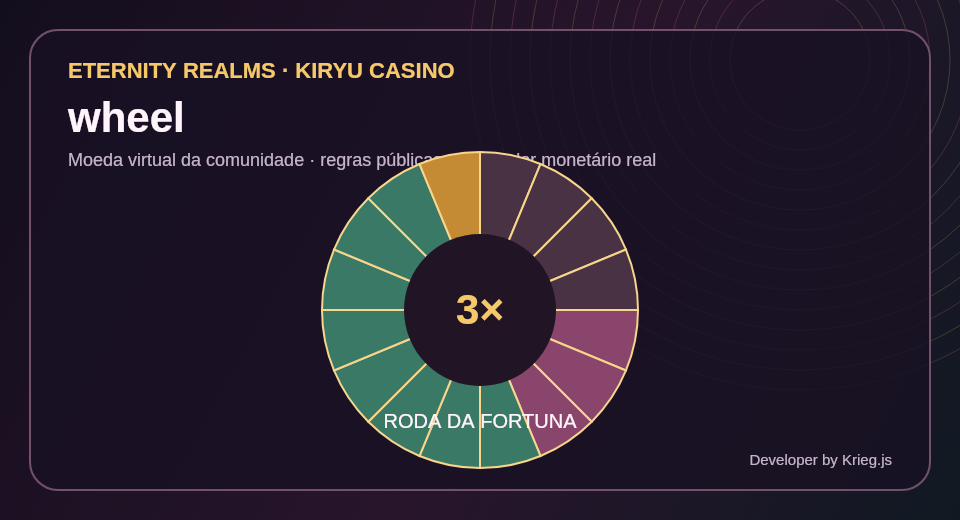 ETERNITY REALMS · KIRYU CASINO
wheel
Moeda virtual da comunidade · regras monetário real
3×
RODA DA FORTUNA
Developer by Krieg.js